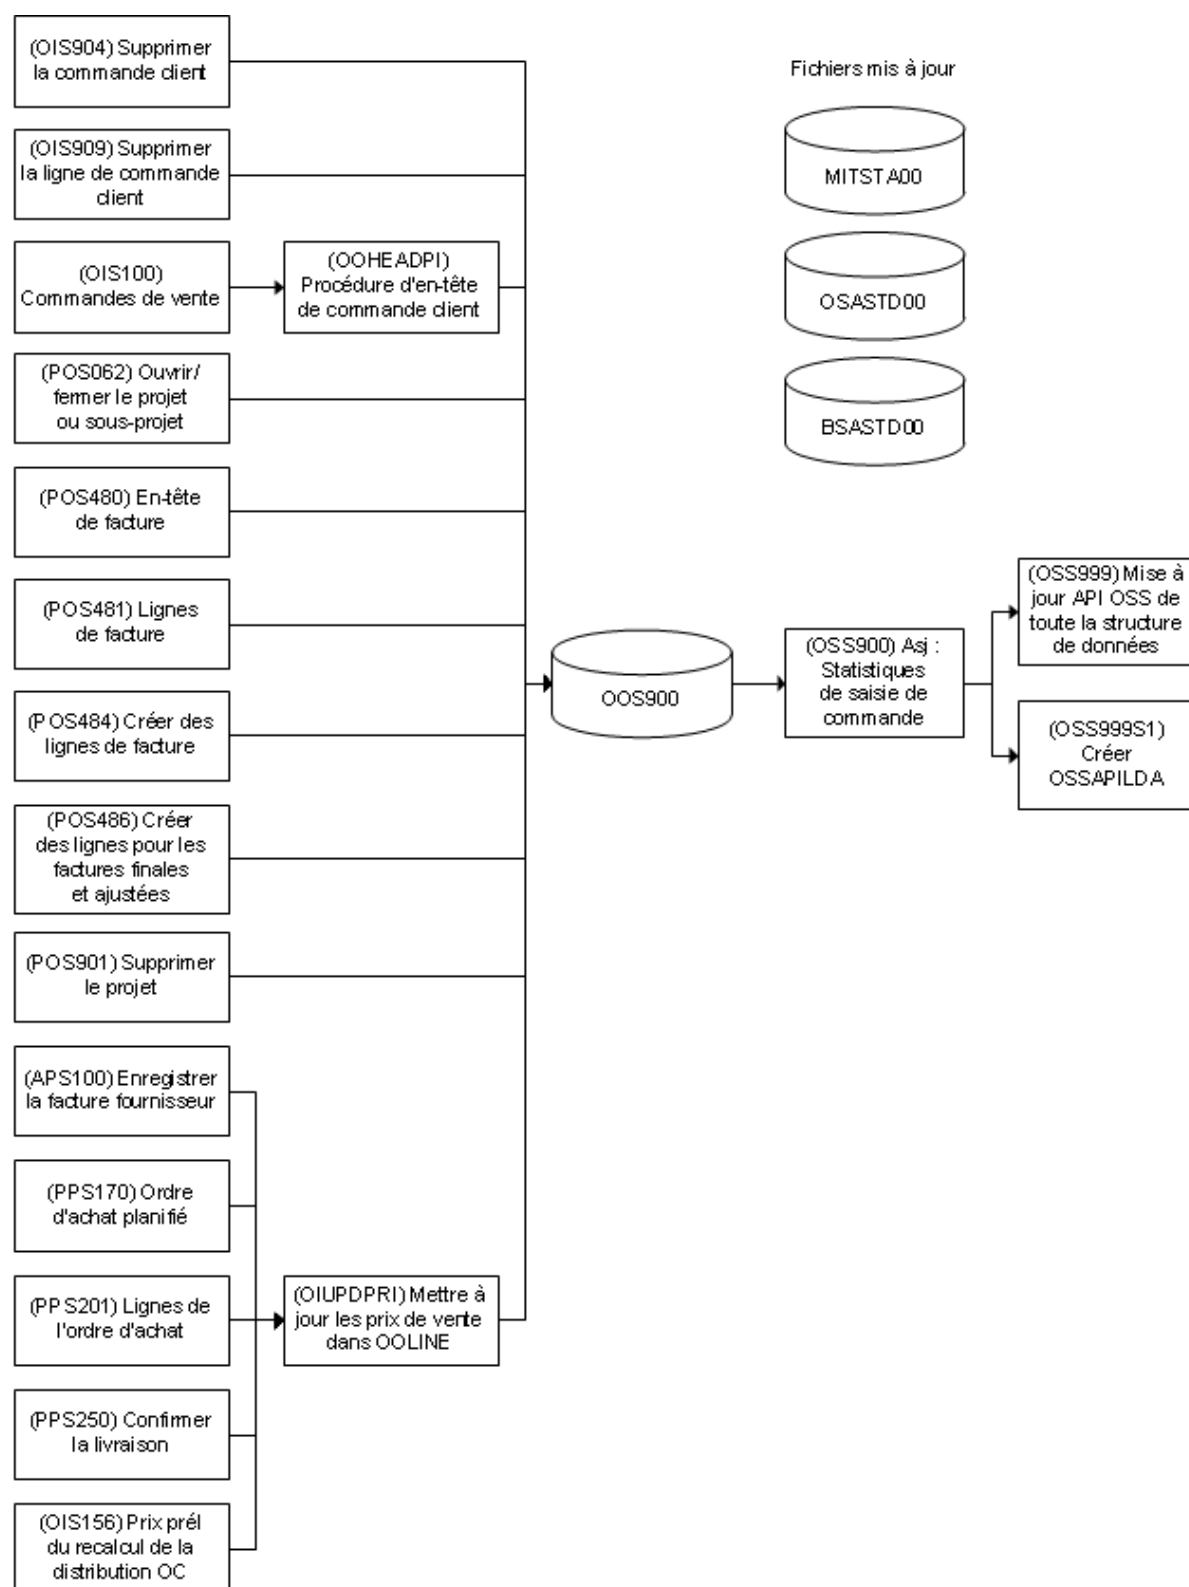 (OIS904) Supprimer
la commande client
(OIS909) Supprimer
la ligne de commande
client
(OIS100)
Commandes de vente
(OOHEADPI)
Procédure d'en-tête
de commande client
(POS062) Ouvrir/
fermer le projet
ou sous-projet
(POS480) En-tête
de facture
(POS481) Lignes
de facture
(POS484) Créer des
lignes de facture
(POS486) Créer
des lignes pour les
factures finales
et ajustées
(POS901) Supprimer
le projet
(APS100) Enregistrer
la facture fournisseur
(PPS170) Ordre
d'achat planifié
(PPS201) Lignes de
l'ordre d'achat
(PPS250) Confirmer
la livraison
(OIS156) Prix prél
du recalcul de la
distribution OC
(OIUPDPRI) Mettre à
jour les prix de vente
dans OOLINE
OOS900
Fichiers mis à jour
MITSTA00
OSASTD00
BSASTD00
(OSS900) Asj :
Statistiques
de saisie de
commande
(OSS999) Mise à
jour API OSS de
toute la structure
de données
(OSS999S1)
Créer
OSSAPILDA